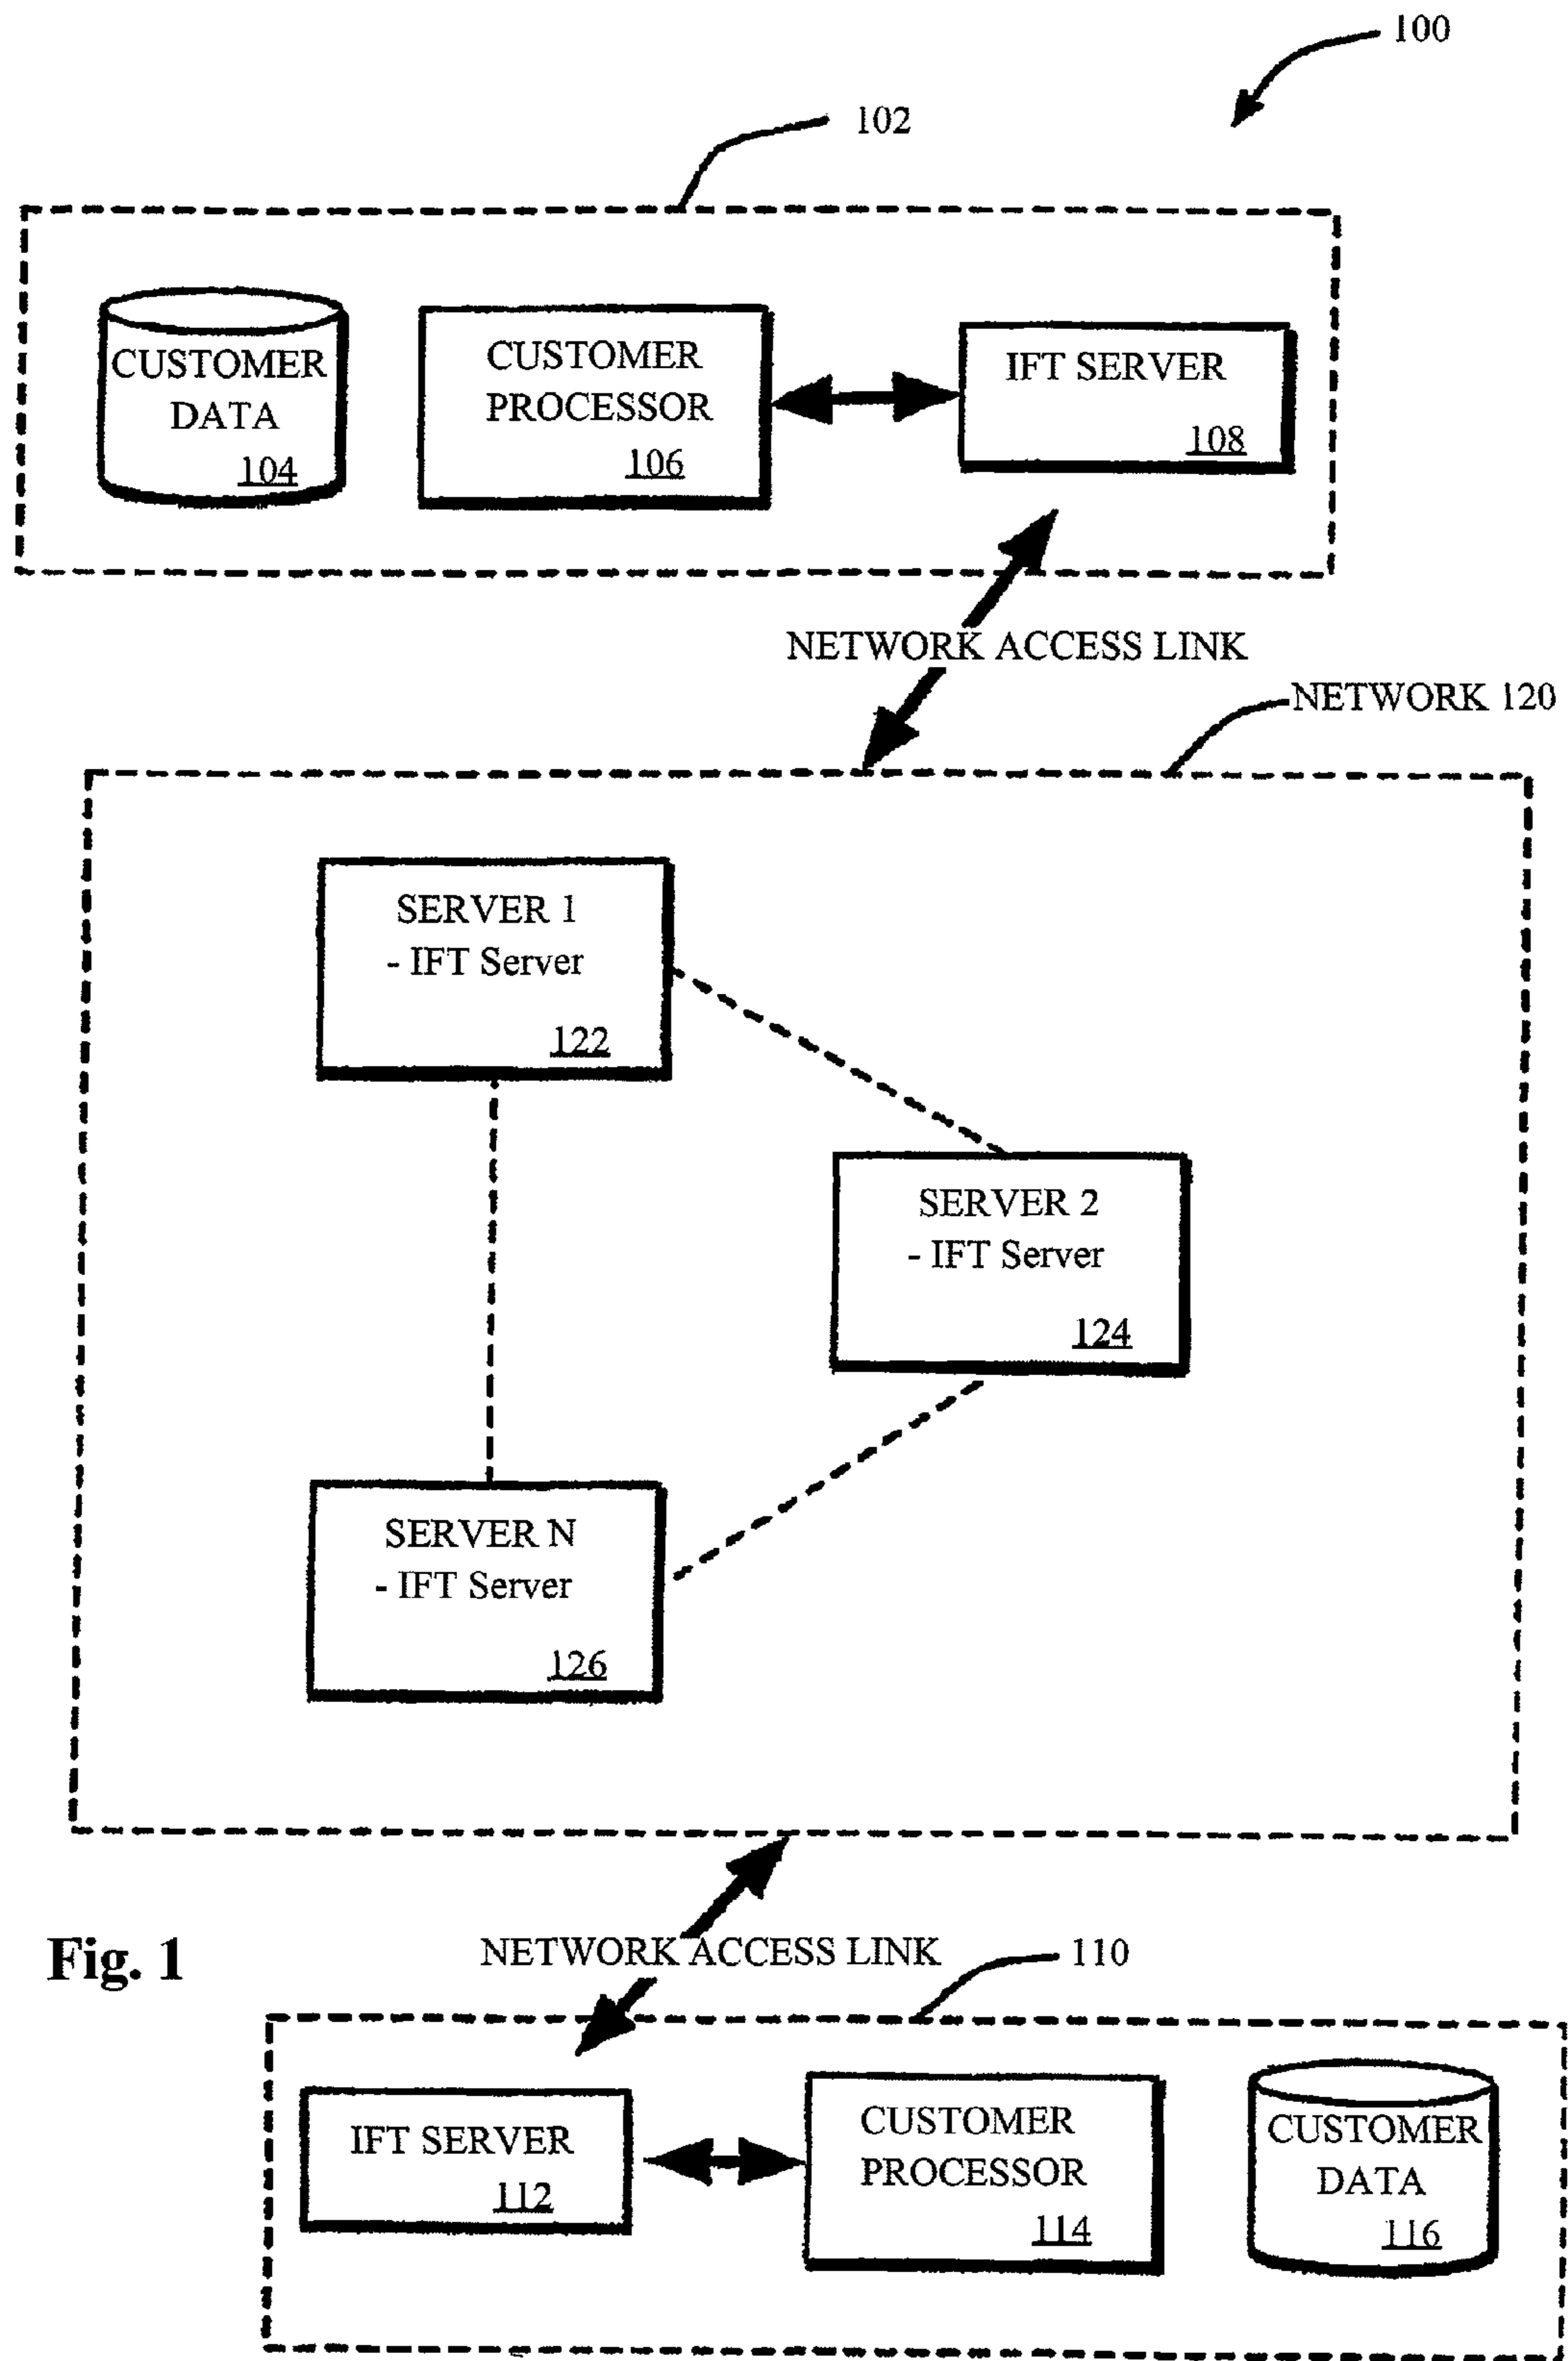 100
102
CUSTOMER
DATA
104
CUSTOMER
PROCESSOR
106
IFT SERVER
108
NETWORK ACCESS LINK
NETWORK 120
SERVER 1
- IFT Server
122
SERVER 2
- IFT Server
124
SERVER N
- IFT Server
126
Fig. 1
NETWORK ACCESS LINK
110
IFT SERVER
112
CUSTOMER
PROCESSOR
114
CUSTOMER
DATA
116